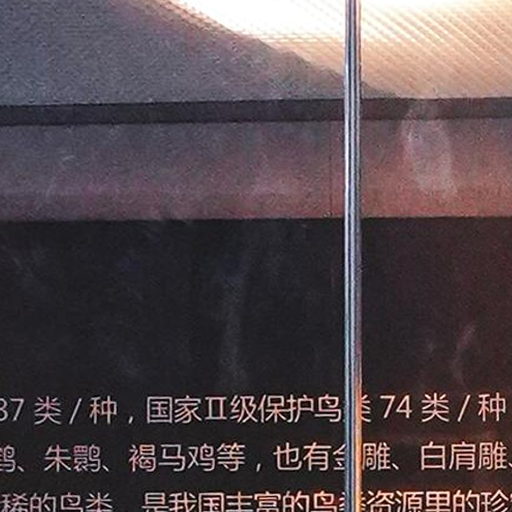 37 类 / 种，国家Ⅱ级保护鸟类 74 类 / 种
鹤、朱鹮、褐马鸡等，也有金雕、白肩雕、
稀的鸟类，是我国丰富的鸟类资源里的珍